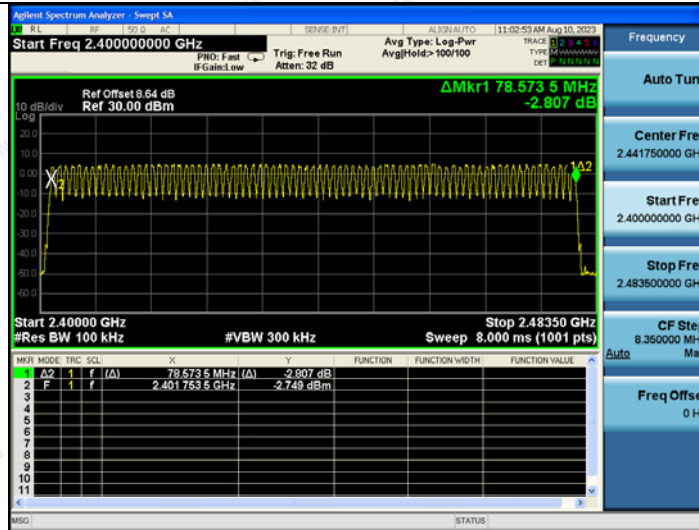 Agilent Spectrum Analyzer - Swept SA
RL RF 50 Ω AC SENSE:INT ALIGN AUTO 11:02:53 AM Aug 10, 2023
Start Freq 2.400000000 GHz
PNO: Fast
IFGain:Low
Trig: Free Run
Atten: 32 dB
Avg Type: Log-Pwr
Avg|Hold:>100/100
TRACE 1 2 3 4 5 6
TYPE
DET P N N N N N
ΔMkr1 78.573 5 MHz
-2.807 dB
Ref Offset 8.64 dB
10 dB/div Ref 30.00 dBm
Log
20.0
10.0
0.00
-10.0
-20.0
-30.0
-40.0
-50.0
-60.0
2
1Δ2
Start 2.40000 GHz Stop 2.48350 GHz
#Res BW 100 kHz #VBW 300 kHz Sweep 8.000 ms (1001 pts)
MKR MODE TRC SCL X Y FUNCTION FUNCTION WIDTH FUNCTION VALUE
1 Δ2 1 f (Δ) 78.573 5 MHz (Δ) -2.807 dB
2 F 1 f 2.401 753 5 GHz -2.749 dBm
3
4
5
6
7
8
9
10
11
MSG STATUS
Frequency
Auto Tun
Center Fre
2.441750000 GH
Start Fre
2.400000000 GH
Stop Fre
2.483500000 GH
CF Ste
8.350000 MH
Auto Ma
Freq Offse
0 H